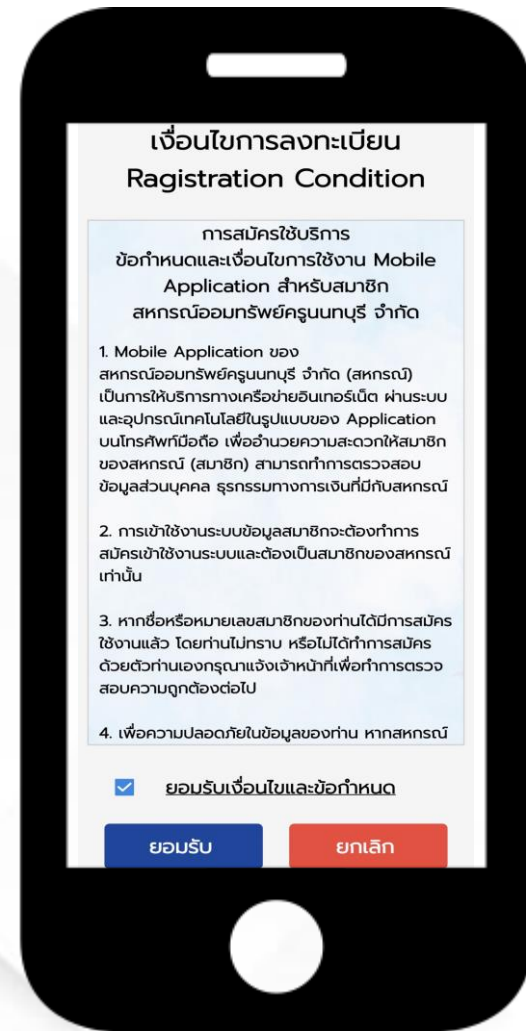 เงื่อนไขการลงทะเบียน
Ragistration Condition
การสมัครใช้บริการ
ข้อกำหนดและเงื่อนไขการใช้งาน Mobile
Application สำหรับสมาชิก
สหกรณ์ออมทรัพย์ครูนนทบุรี จำกัด
1. Mobile Application ของ
สหกรณ์ออมทรัพย์ครูนนทบุรี จำกัด (สหกรณ์)
เป็นการให้บริการทางเครือข่ายอินเทอร์เน็ต ผ่านระบบ
และอุปกรณ์เทคโนโลยีในรูปแบบของ Application
บนโทรศัพท์มือถือ เพื่ออำนวยความสะดวกให้สมาชิก
ของสหกรณ์ (สมาชิก) สามารถทำการตรวจสอบ
ข้อมูลส่วนบุคคล ธุรกรรมทางการเงินที่มีกับสหกรณ์
2. การเข้าใช้งานระบบข้อมูลสมาชิกจะต้องทำการ
สมัครเข้าใช้งานระบบและต้องเป็นสมาชิกของสหกรณ์
เท่านั้น
3. หากชื่อหรือหมายเลขสมาชิกของท่านได้มีการสมัคร
ใช้งานแล้ว โดยท่านไม่ทราบ หรือไม่ได้ทำการสมัคร
ด้วยตัวท่านเองกรุณาแจ้งเจ้าหน้าที่เพื่อทำการตรวจ
สอบความถูกต้องต่อไป
4. เพื่อความปลอดภัยในข้อมูลของท่าน หากสหกรณ์
ยอมรับเงื่อนไขและข้อกำหนด
ยอมรับ ยกเลิก